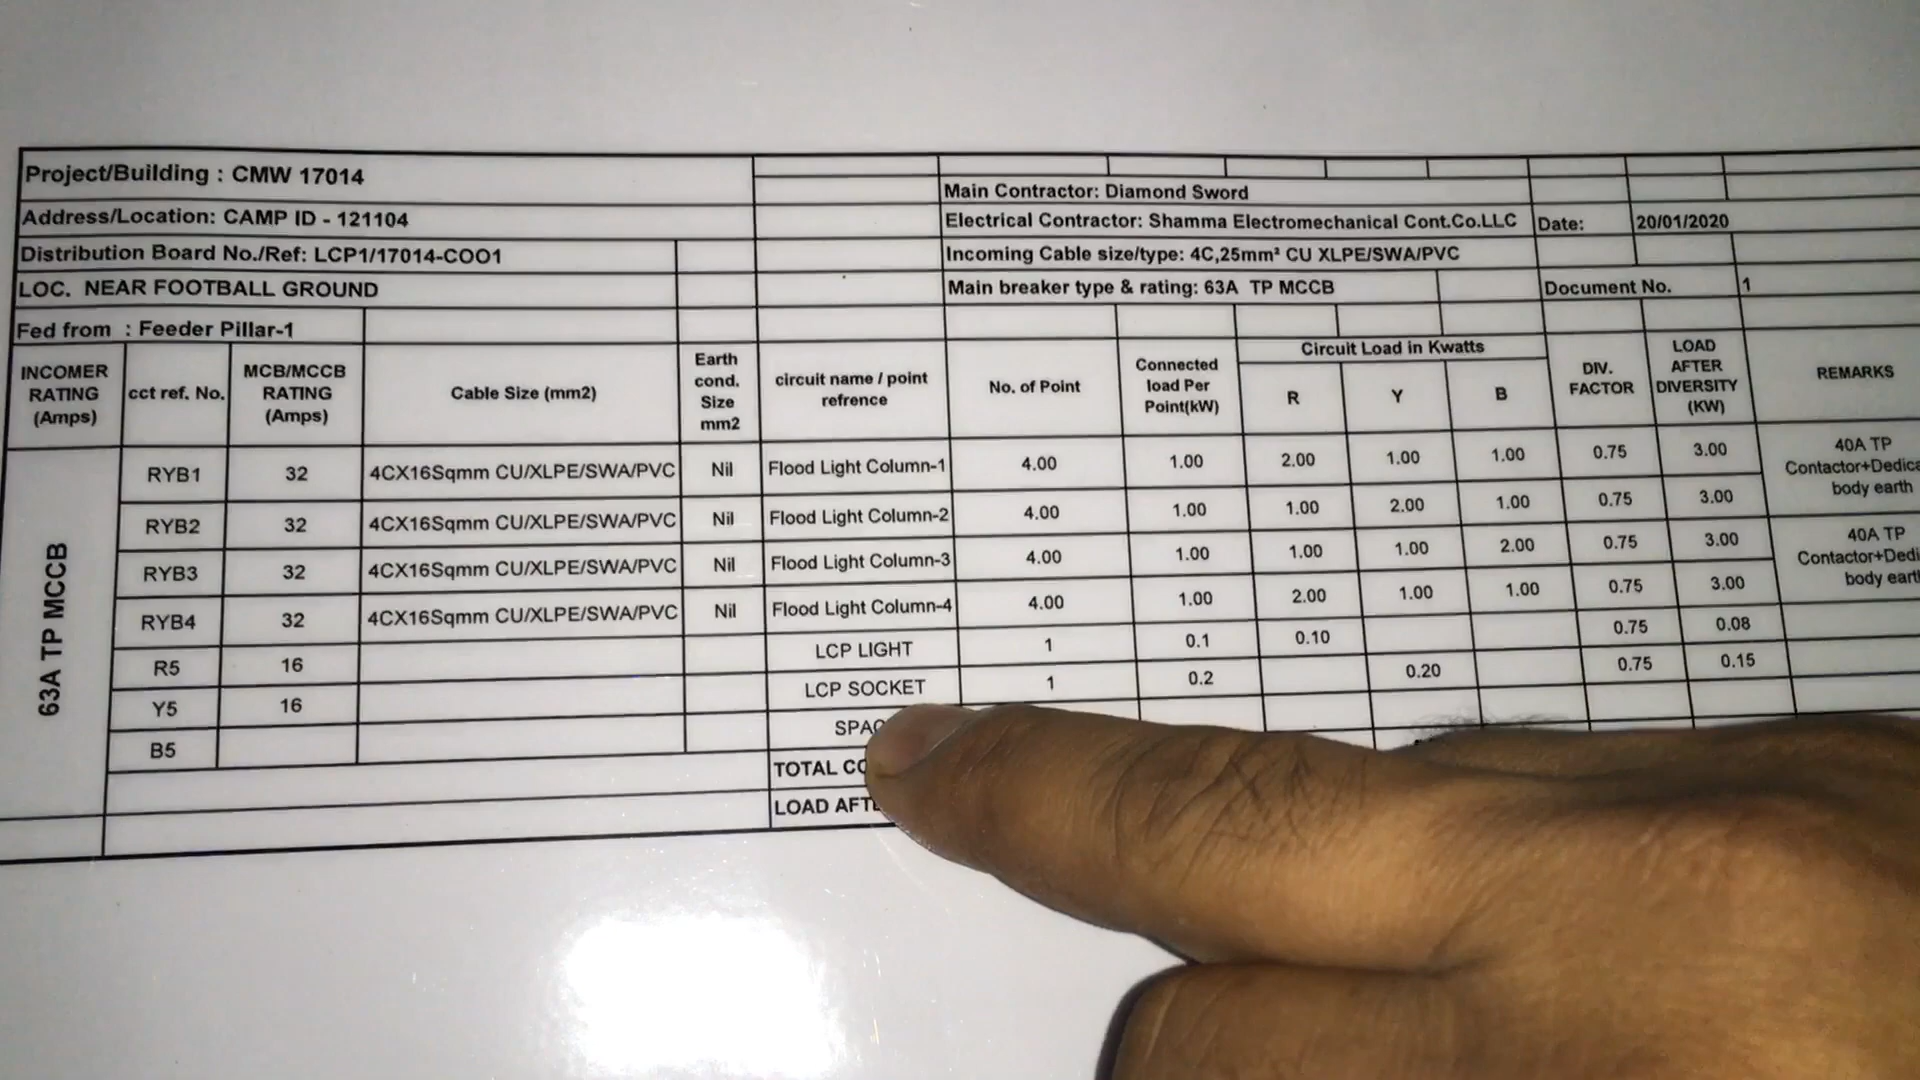 Project/Building : CMW 17014
Main Contractor: Diamond Sword
Address/Location: CAMP ID - 121104
Electrical Contractor: Shamma Electromechanical Cont.Co.LLC Date: 20/01/2020
Distribution Board No./Ref: LCP1/17014-COO1
Incoming Cable size/type: 4C,25mm² CU XLPE/SWA/PVC
LOC. NEAR FOOTBALL GROUND
Main breaker type & rating: 63A TP MCCB Document No. 1
Fed from : Feeder Pillar-1
INCOMER RATING (Amps) cct ref. No. MCB/MCCB RATING (Amps) Cable Size (mm2) Earth cond. Size mm2 circuit name / point refrence No. of Point Connected load Per Point(kW) Circuit Load in Kwatts R Y B DIV. FACTOR LOAD AFTER DIVERSITY (KW) REMARKS
63A TP MCCB
RYB1 32 4CX16Sqmm CU/XLPE/SWA/PVC Nil Flood Light Column-1 4.00 1.00 2.00 1.00 1.00 0.75 3.00 40A TP
Contactor+Dedica
body earth
RYB2 32 4CX16Sqmm CU/XLPE/SWA/PVC Nil Flood Light Column-2 4.00 1.00 1.00 2.00 1.00 0.75 3.00
RYB3 32 4CX16Sqmm CU/XLPE/SWA/PVC Nil Flood Light Column-3 4.00 1.00 1.00 1.00 2.00 0.75 3.00 40A TP
Contactor+Dedi
body eart
RYB4 32 4CX16Sqmm CU/XLPE/SWA/PVC Nil Flood Light Column-4 4.00 1.00 2.00 1.00 1.00 0.75 3.00
R5 16 LCP LIGHT 1 0.1 0.10 0.75 0.08
Y5 16 LCP SOCKET 1 0.2 0.20 0.75 0.15
B5 SPAC
TOTAL CO
LOAD AFTE